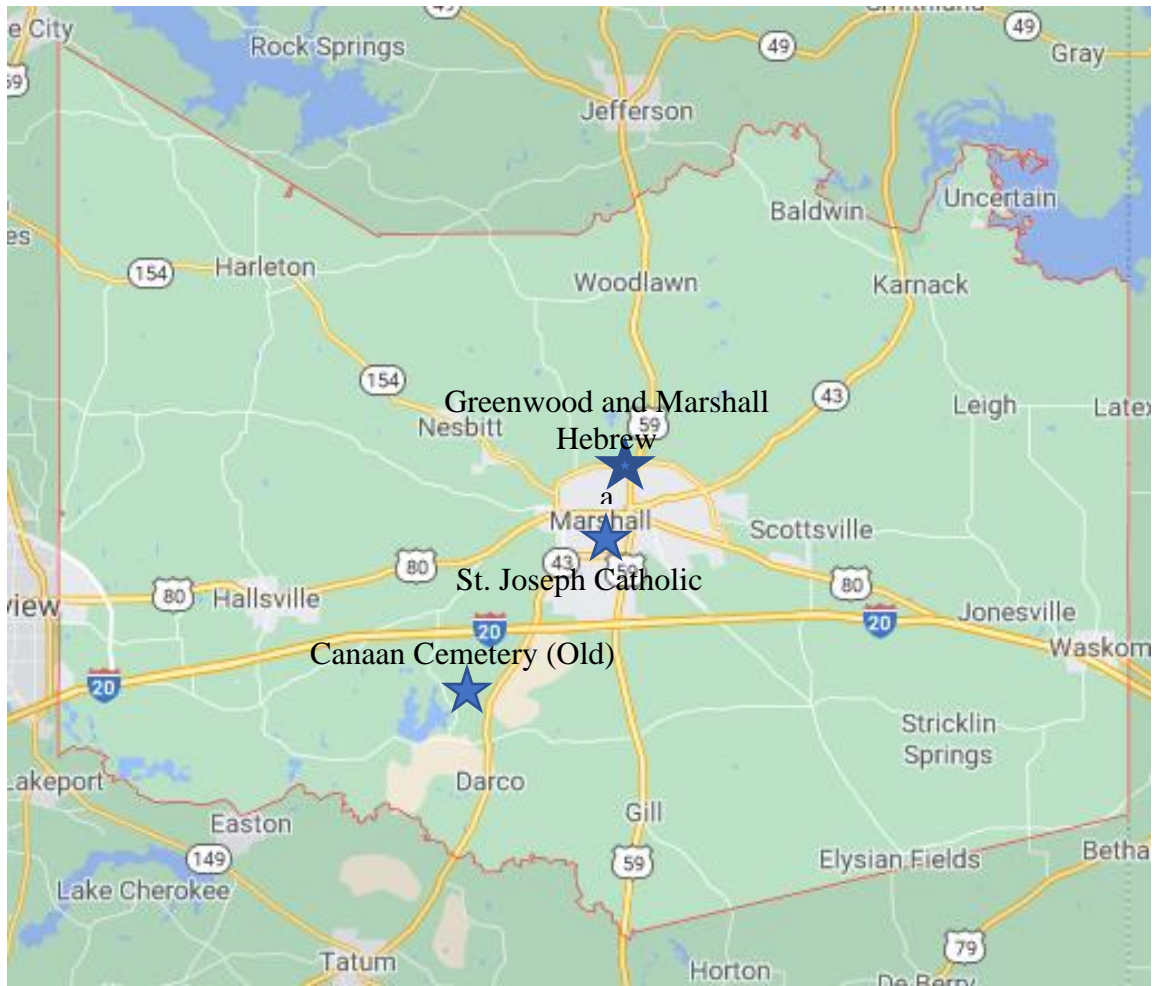 49
49
e City
Rock Springs
49
Gray
59
Jefferson
Uncertain
Baldwin
es
154
Harleton
Woodlawn
Karnack
154
43
Greenwood and Marshall
Hebrew
59
Leigh
Latex
Nesbitt
a
Marshall
Scottsville
43
59
80
80
80
St. Joseph Catholic
view
Hallsville
Jonesville
20
20
Waskom
Canaan Cemetery (Old)
20
Stricklin
Springs
Lakeport
Darco
Gill
Easton
149
59
Elysian Fields
Betha
Lake Cherokee
79
Tatum
Horton
De Berry